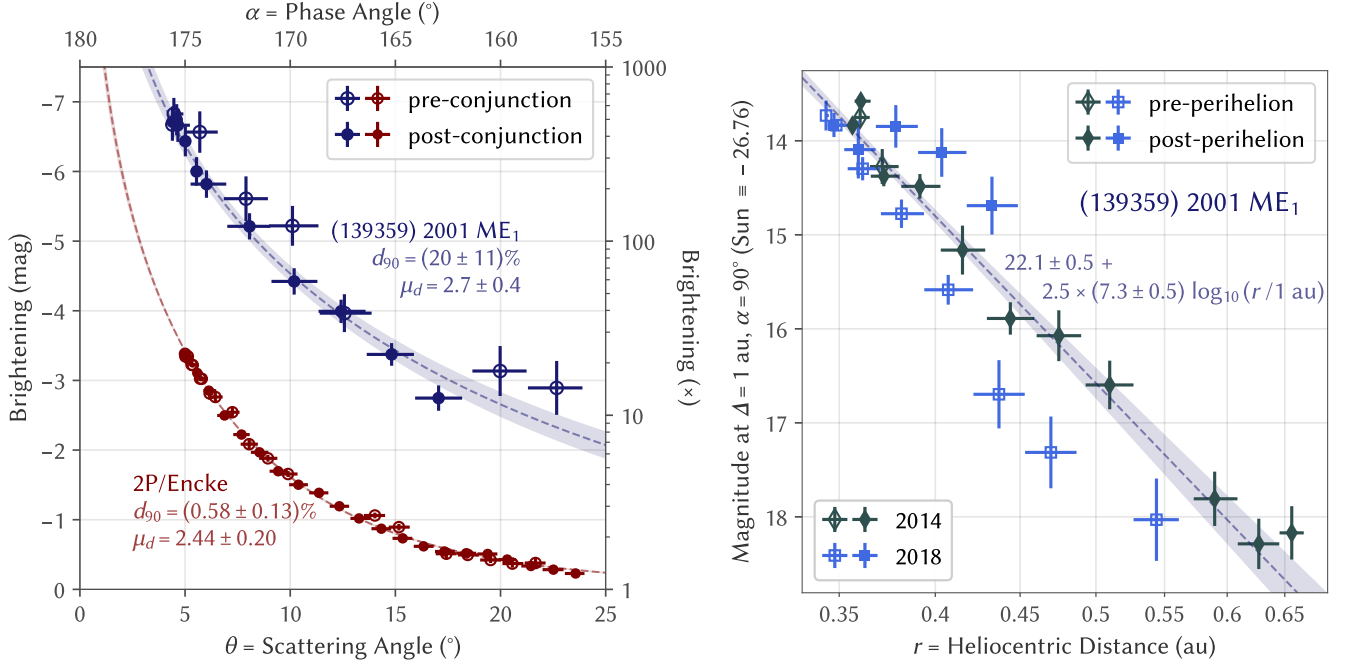 α = Phase Angle (°)
180 175 170 165 160 155
Brightening (mag)
−7
−6
−5
−4
−3
−2
−1
0
pre-conjunction
post-conjunction
(139359) 2001 ME₁
d₉₀ = (20 ± 11)%
μ_d = 2.7 ± 0.4
2P/Encke
d₉₀ = (0.58 ± 0.13)%
μ_d = 2.44 ± 0.20
1000
100
10
1
Brightening (×)
0 5 10 15 20 25
θ = Scattering Angle (°)
Magnitude at Δ = 1 au, α = 90° (Sun ≡ − 26.76)
14
15
16
17
18
pre-perihelion
post-perihelion
(139359) 2001 ME₁
22.1 ± 0.5 +
2.5 × (7.3 ± 0.5) log₁₀ (r /1 au)
2014
2018
0.35 0.4 0.45 0.5 0.55 0.6 0.65
r = Heliocentric Distance (au)